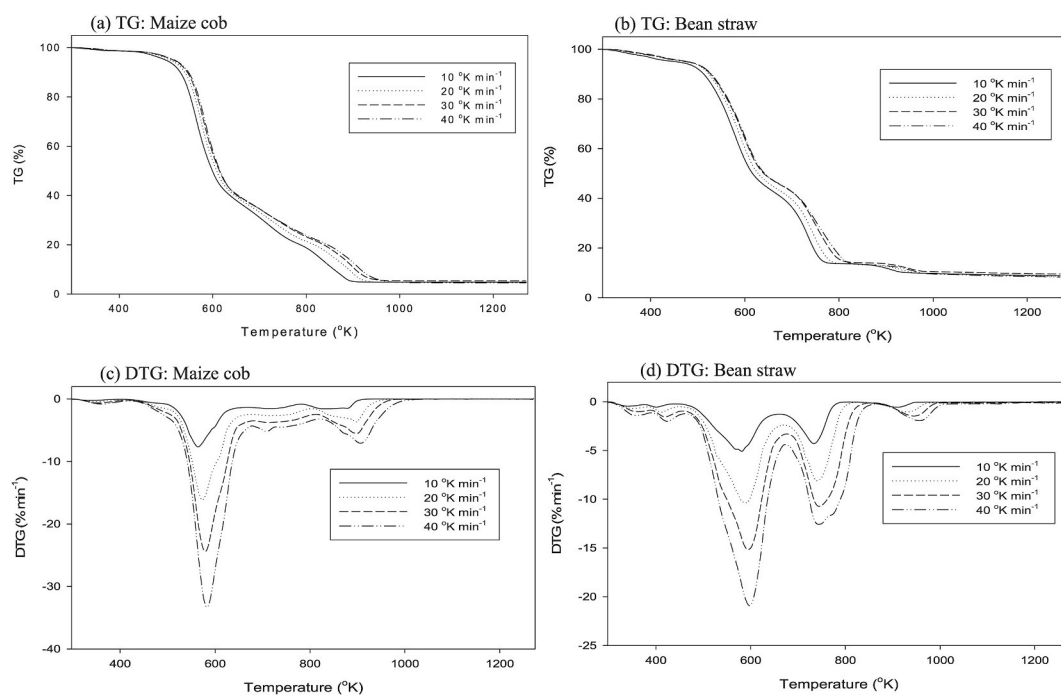 (a) TG: Maize cob
100
80
60
40
20
0
TG (%)
10 °K min⁻¹
20 °K min⁻¹
30 °K min⁻¹
40 °K min⁻¹
400 600 800 1000 1200
Temperature (°K)
(b) TG: Bean straw
100
80
60
40
20
0
TG (%)
10 °K min⁻¹
20 °K min⁻¹
30 °K min⁻¹
40 °K min⁻¹
400 600 800 1000 1200
Temperature (°K)
(c) DTG: Maize cob
0
-10
-20
-30
-40
DTG (% min⁻¹)
10 °K min⁻¹
20 °K min⁻¹
30 °K min⁻¹
40 °K min⁻¹
400 600 800 1000 1200
Temperature (°K)
(d) DTG: Bean straw
0
-5
-10
-15
-20
-25
DTG (% min⁻¹)
10 °K min⁻¹
20 °K min⁻¹
30 °K min⁻¹
40 °K min⁻¹
400 600 800 1000 1200
Temperature (°K)